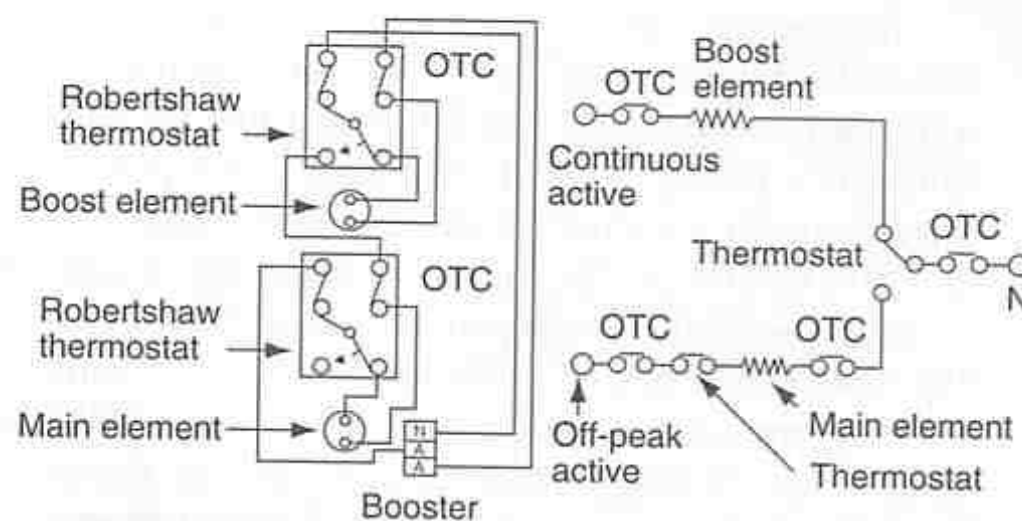 OTC
Robertshaw
thermostat
Boost element
OTC
Robertshaw
thermostat
Main element
N
A
A
Booster
Boost
element
OTC
Continuous
active
OTC
Thermostat
N
OTC
OTC
Off-peak
active
Main element
Thermostat